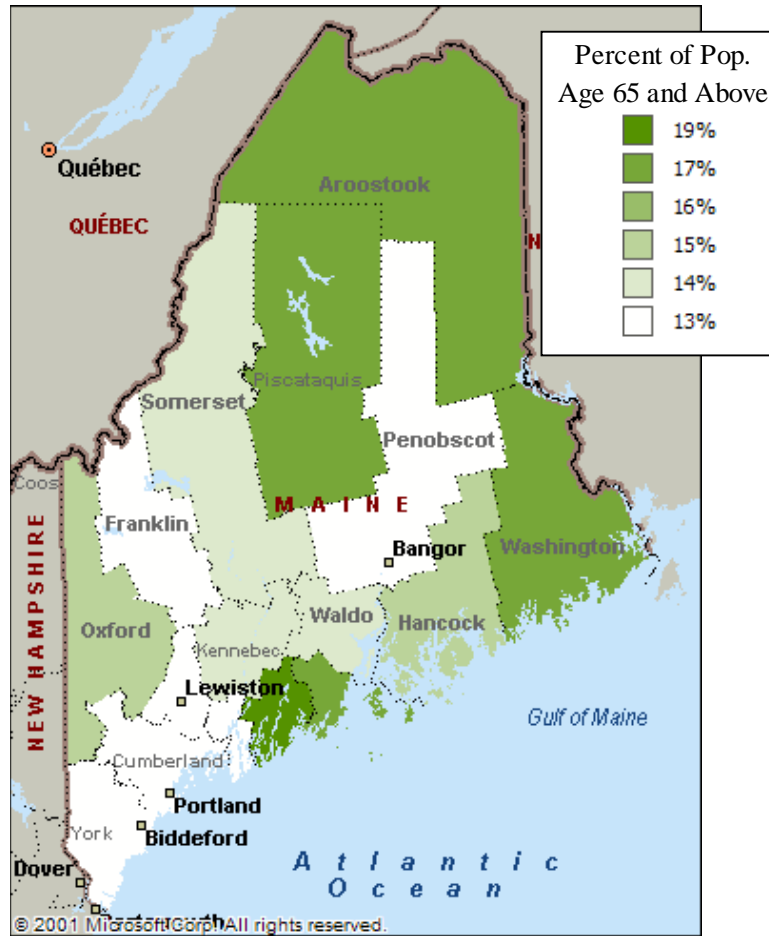 Percent of Pop.
Age 65 and Above
19%
17%
16%
15%
14%
13%
Québec
QUÉBEC
Aroostook
N
Piscataquis
Somerset
Penobscot
Coos
MAINE
Franklin
Bangor
Washington
NEW HAMPSHIRE
Oxford
Waldo
Hancock
Kennebec
Lewiston
Gulf of Maine
Cumberland
Portland
York
Biddeford
Atlantic
Ocean
Dover
© 2001 Microsoft Corp. All rights reserved.